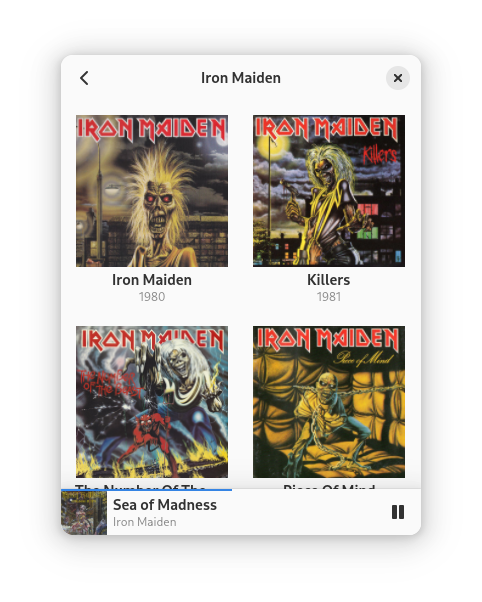 Iron Maiden
IRON MAIDEN
IRON MAIDEN
Killers
Iron Maiden
1980
Killers
1981
IRON MAIDEN
The Number
Of The Beast
IRON MAIDEN
Piece of Mind
The Number Of The
Piece Of Mind
Sea of Madness
Iron Maiden